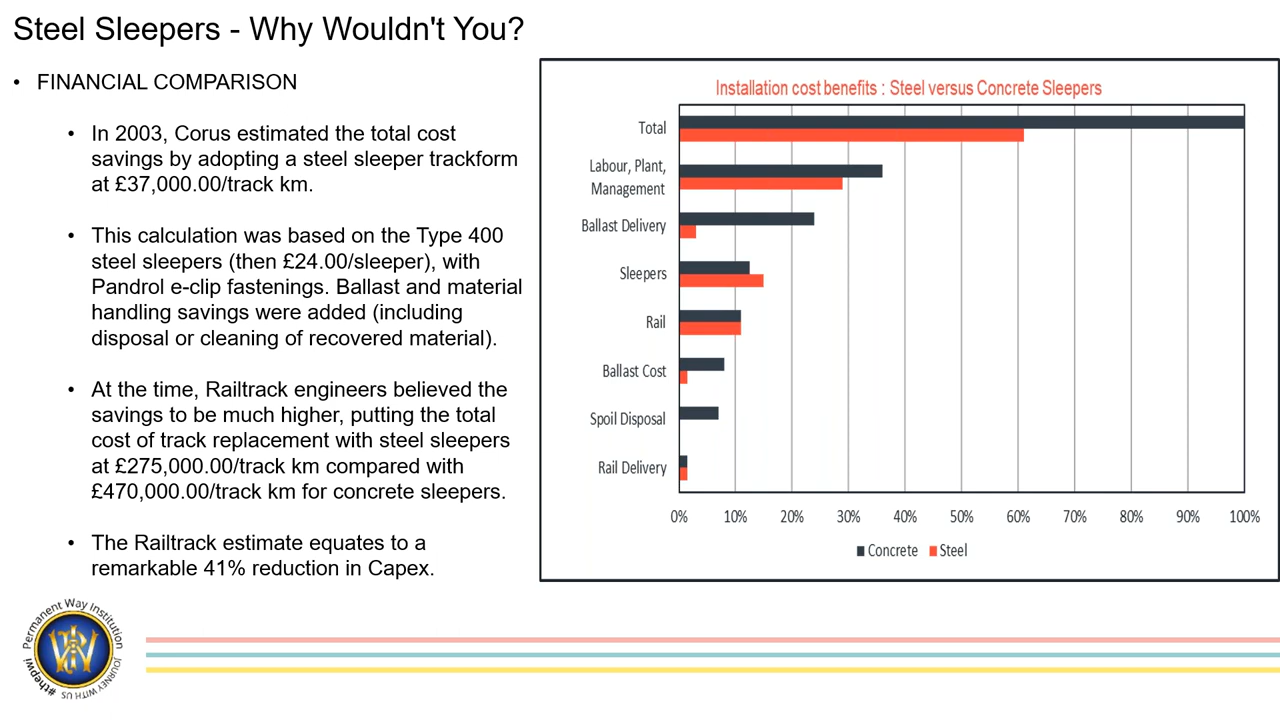 Steel Sleepers - Why Wouldn't You?
• FINANCIAL COMPARISON
• In 2003, Corus estimated the total cost
savings by adopting a steel sleeper trackform
at £37,000.00/track km.
• This calculation was based on the Type 400
steel sleepers (then £24.00/sleeper), with
Pandrol e-clip fastenings. Ballast and material
handling savings were added (including
disposal or cleaning of recovered material).
• At the time, Railtrack engineers believed the
savings to be much higher, putting the total
cost of track replacement with steel sleepers
at £275,000.00/track km compared with
£470,000.00/track km for concrete sleepers.
• The Railtrack estimate equates to a
remarkable 41% reduction in Capex.
Installation cost benefits : Steel versus Concrete Sleepers
Total
Labour, Plant,
Management
Ballast Delivery
Sleepers
Rail
Ballast Cost
Spoil Disposal
Rail Delivery
0% 10% 20% 30% 40% 50% 60% 70% 80% 90% 100%
Concrete Steel
Permanent Way Institution
JOURNEY WITH US
#thepwi
PWI